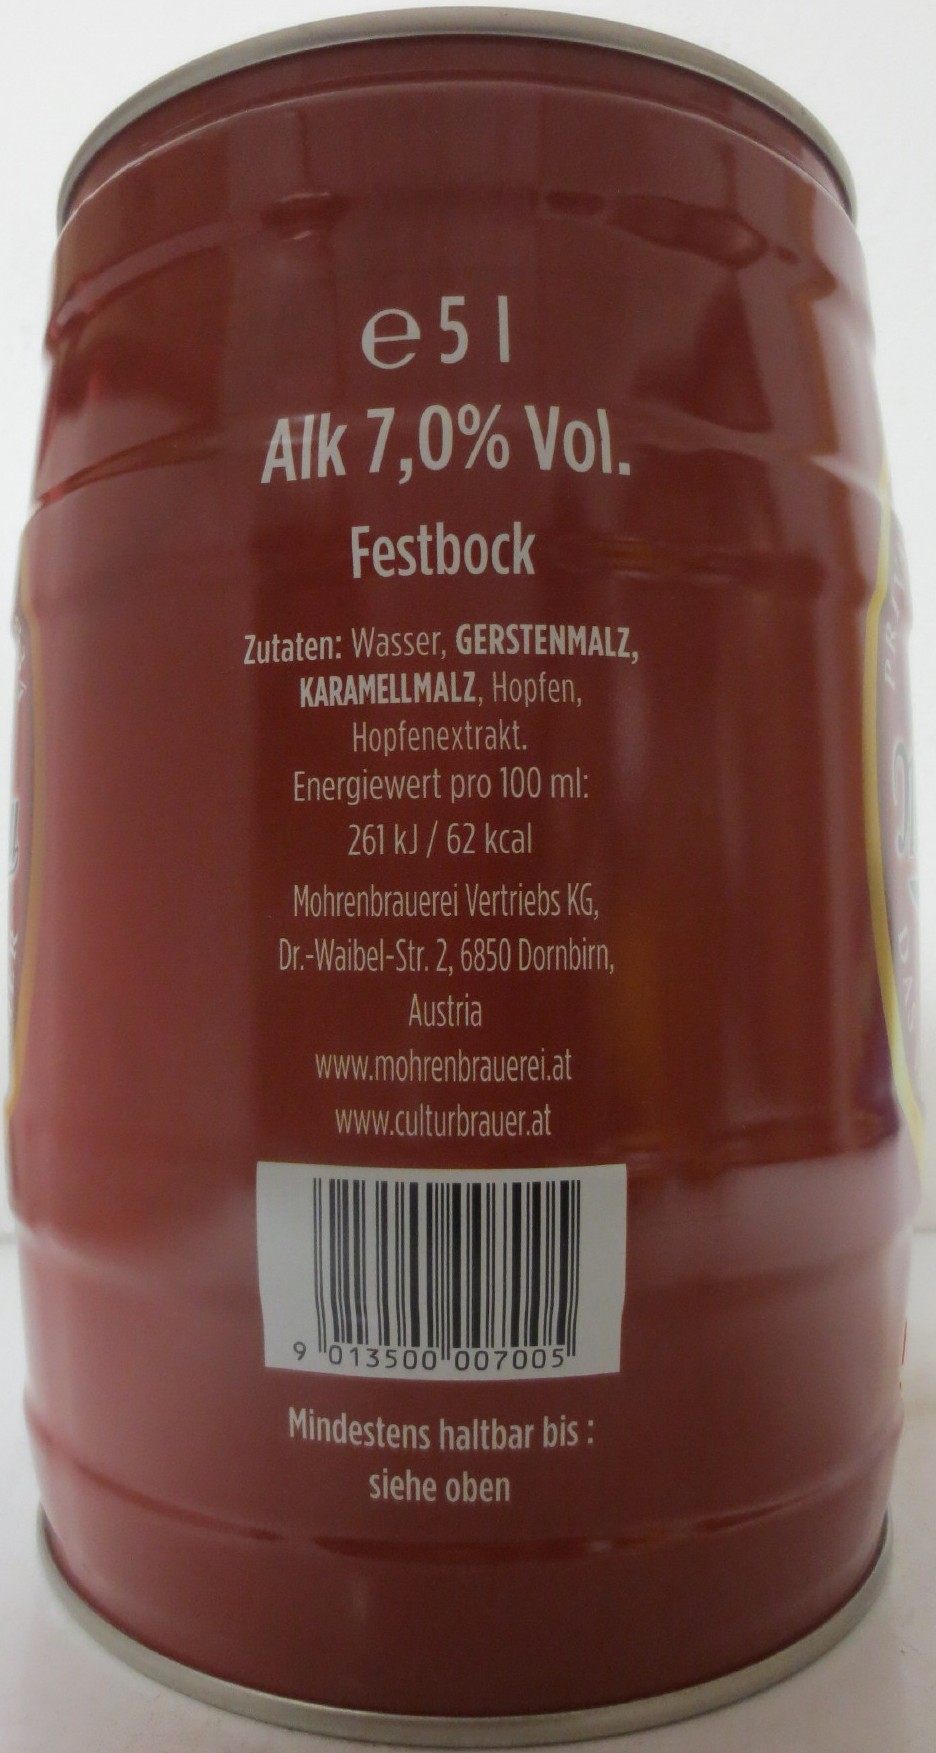 e 5 l
Alk 7,0% Vol.
Festbock
Zutaten: Wasser, GERSTENMALZ,
KARAMELLMALZ, Hopfen,
Hopfenextrakt.
Energiewert pro 100 ml:
261 kJ / 62 kcal
Mohrenbrauerei Vertriebs KG,
Dr.-Waibel-Str. 2, 6850 Dornbirn,
Austria
www.mohrenbrauerei.at
www.culturbrauer.at
9 013500 007005
Mindestens haltbar bis :
siehe oben